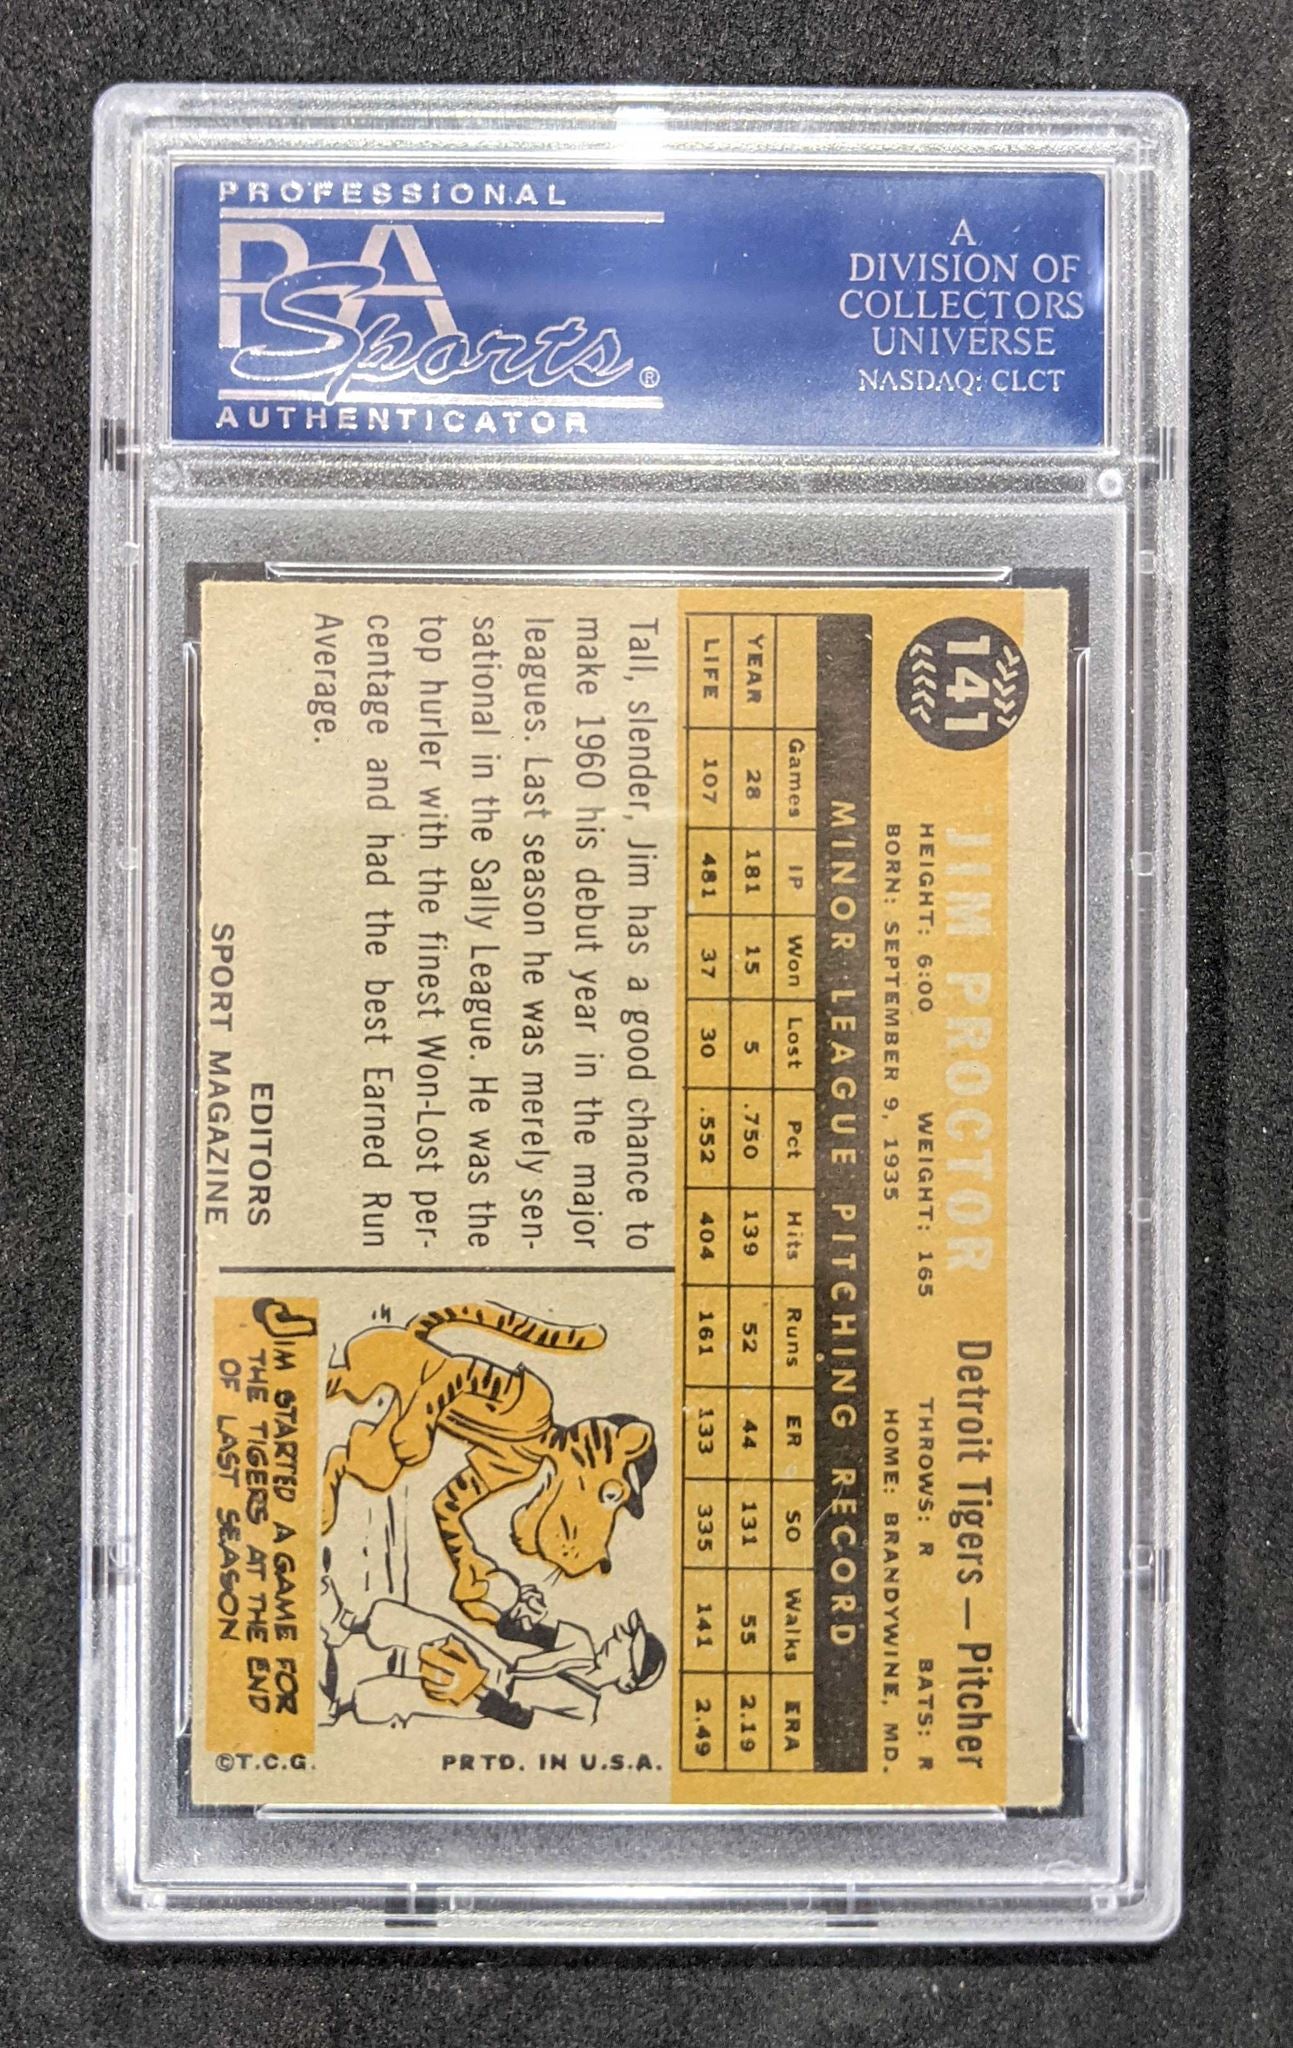 PROFESSIONAL
PSA
Sports®
AUTHENTICATOR
A
DIVISION OF
COLLECTORS
UNIVERSE
NASDAQ: CLCT
141
JIM PROCTOR Detroit Tigers — Pitcher
HEIGHT: 6:00 WEIGHT: 165 THROWS: R BATS: R
BORN: SEPTEMBER 9, 1935 HOME: BRANDYWINE, MD.
MINOR LEAGUE PITCHING RECORD
Games IP Won Lost Pct Hits Runs ER SO Walks ERA
YEAR 28 181 15 5 .750 139 52 44 131 55 2.19
LIFE 107 481 37 30 .552 404 161 133 335 141 2.49
Tall, slender, Jim has a good chance to
make 1960 his debut year in the major
leagues. Last season he was merely sen-
sational in the Sally League. He was the
top hurler with the finest Won-Lost per-
centage and had the best Earned Run
Average.
EDITORS
SPORT MAGAZINE
JIM STARTED A GAME FOR
THE TIGERS AT THE END
OF LAST SEASON
PRTD. IN U.S.A.
©T.C.G.